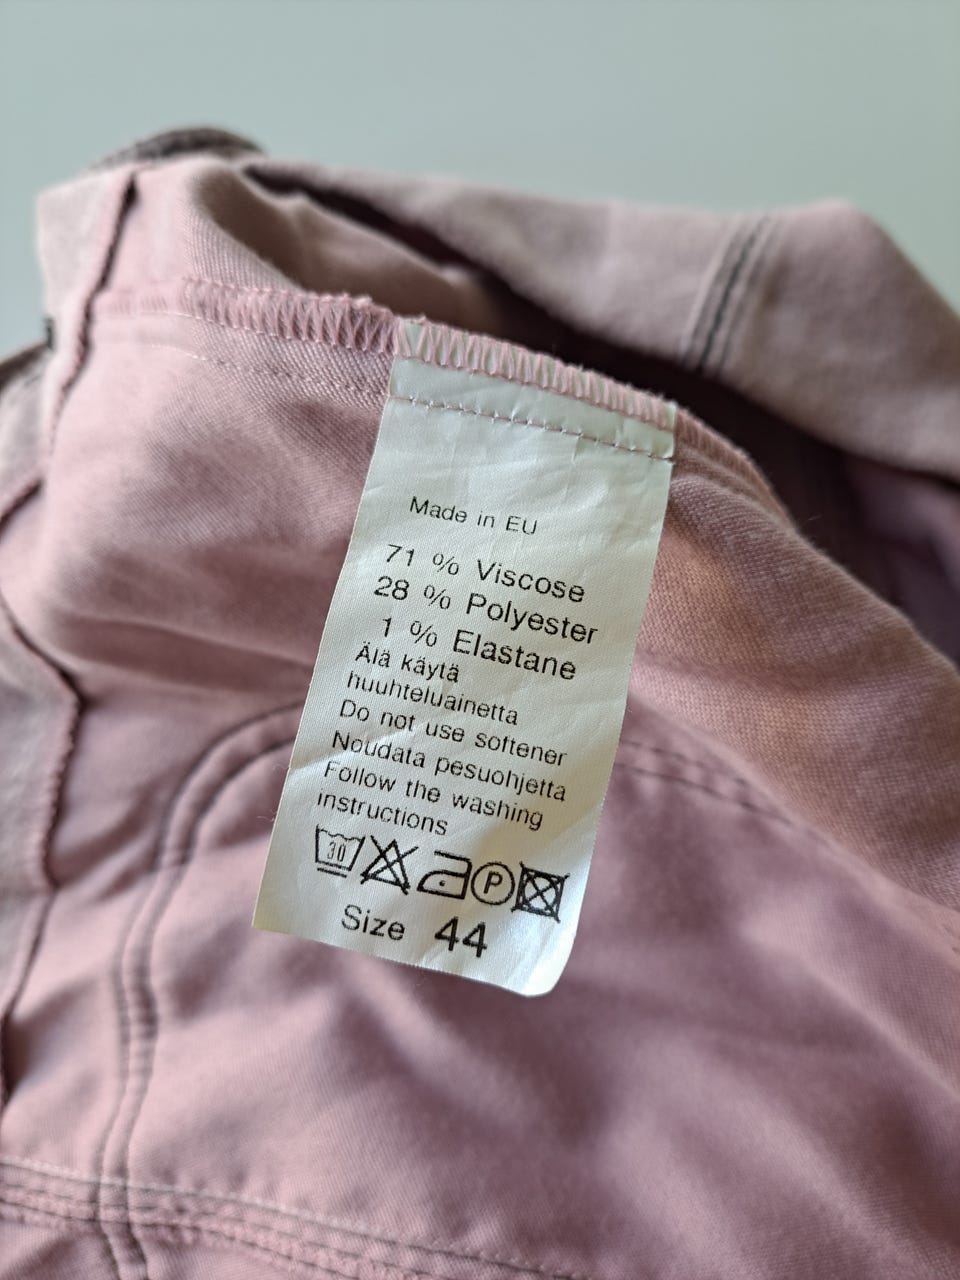 Made in EU
71 % Viscose
28 % Polyester
1 % Elastane
Älä käytä
huuhteluainetta
Do not use softener
Noudata pesuohjetta
Follow the washing
instructions
30 P
Size 44